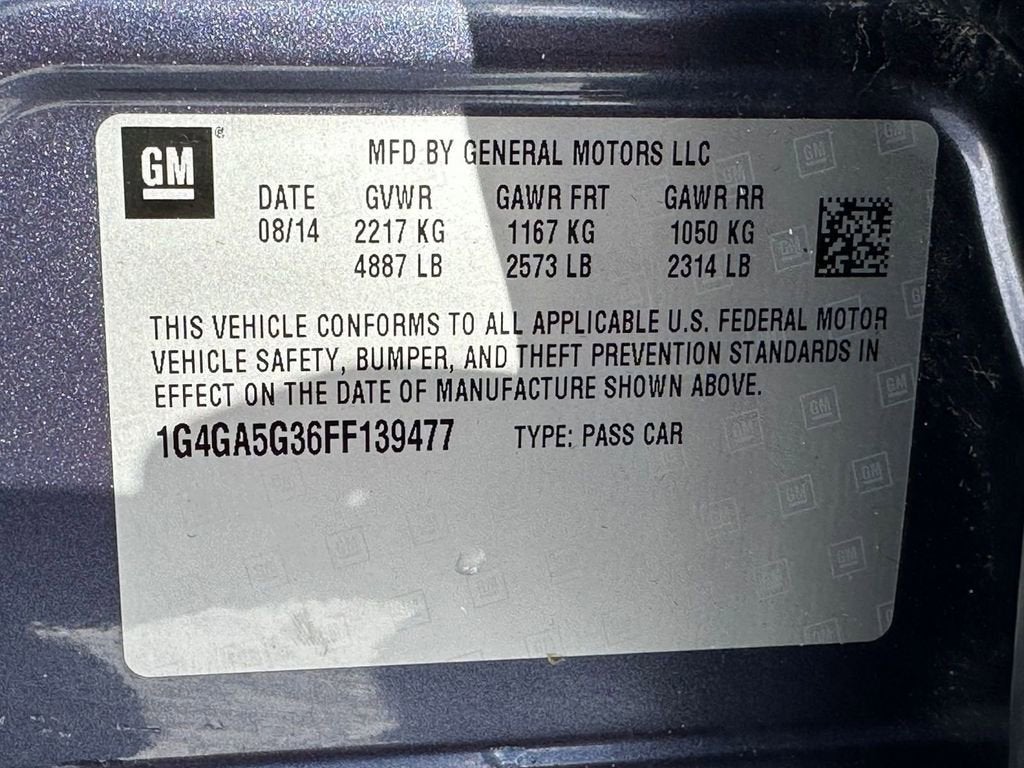 GM
MFD BY GENERAL MOTORS LLC
DATE GVWR GAWR FRT GAWR RR
08/14 2217 KG 1167 KG 1050 KG
4887 LB 2573 LB 2314 LB
THIS VEHICLE CONFORMS TO ALL APPLICABLE U.S. FEDERAL MOTOR
VEHICLE SAFETY, BUMPER, AND THEFT PREVENTION STANDARDS IN
EFFECT ON THE DATE OF MANUFACTURE SHOWN ABOVE.
1G4GA5G36FF139477 TYPE: PASS CAR